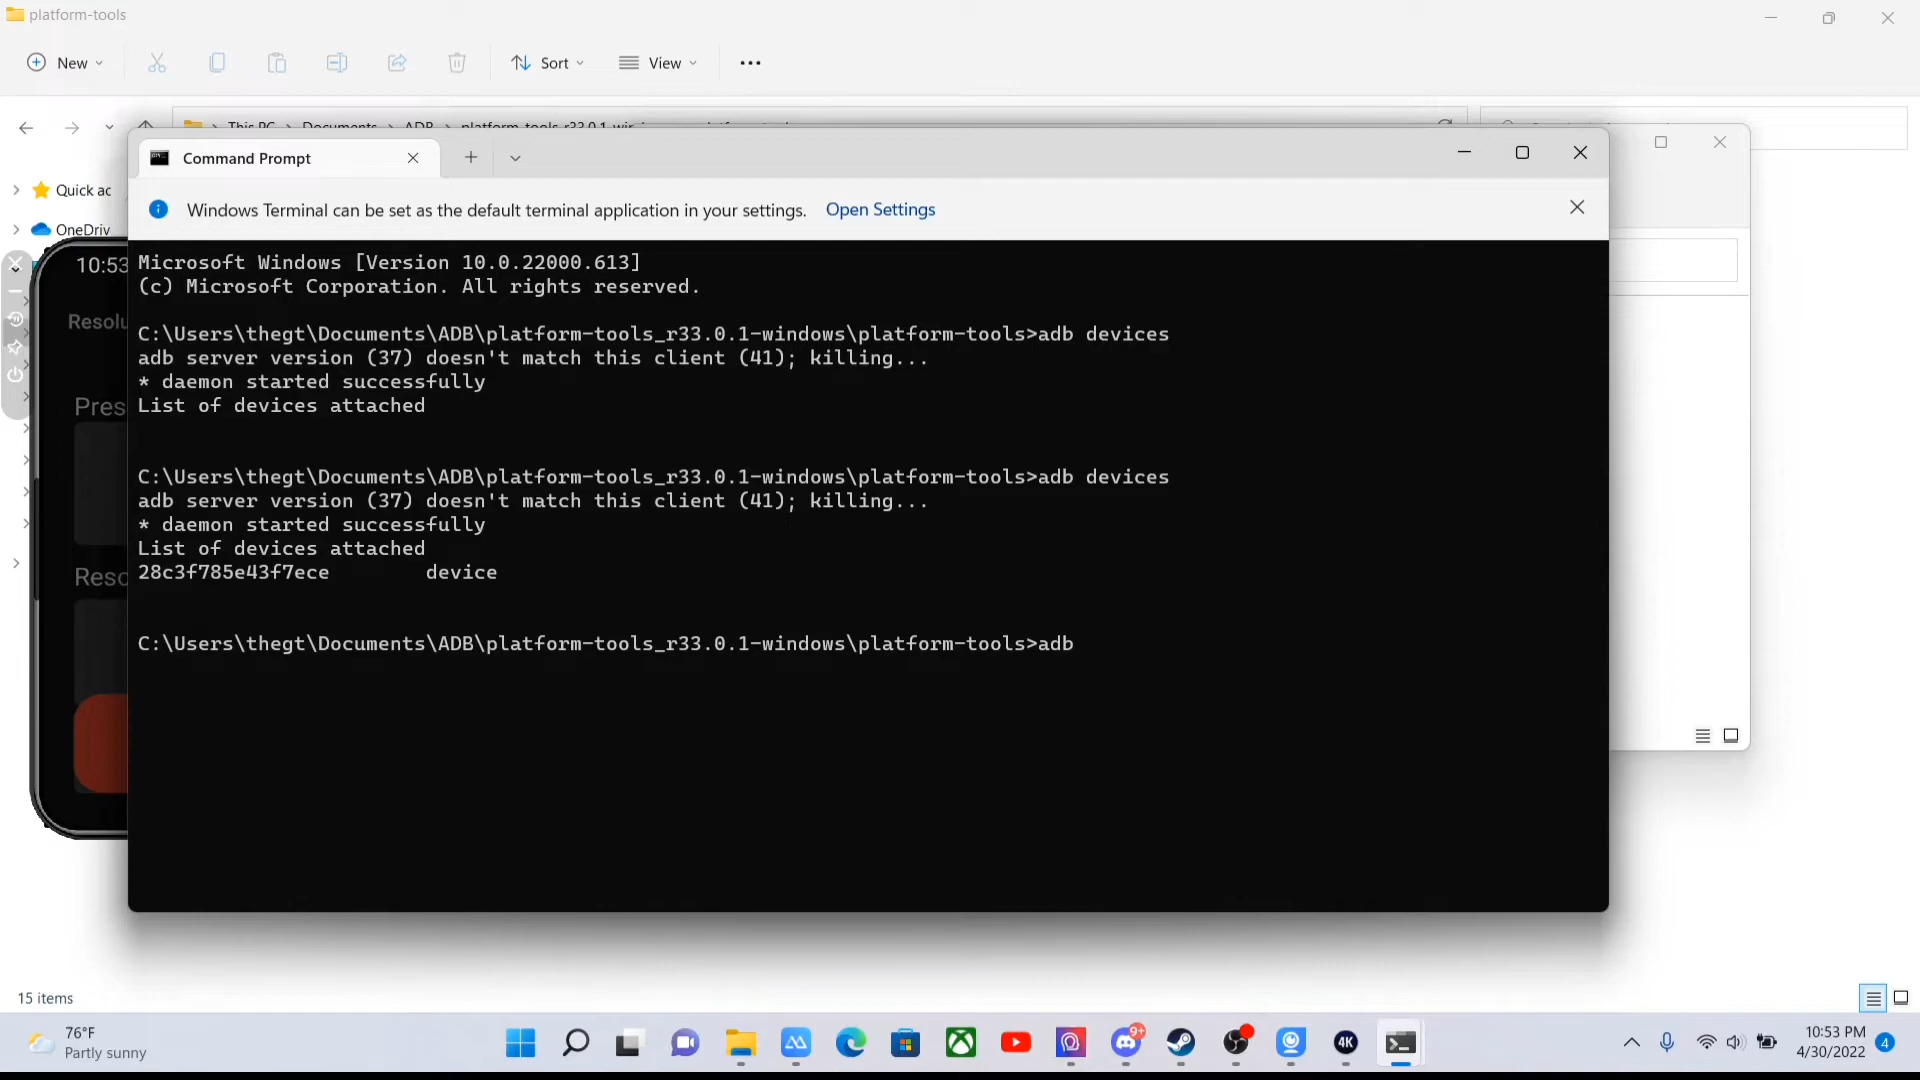 platform-tools
New
Sort
View
Command Prompt
Quick ac
Windows Terminal can be set as the default terminal application in your settings. Open Settings
OneDriv
10:53
Microsoft Windows [Version 10.0.22000.613]
(c) Microsoft Corporation. All rights reserved.
Resolu
C:\Users\thegt\Documents\ADB\platform-tools_r33.0.1-windows\platform-tools>adb devices
adb server version (37) doesn't match this client (41); killing...
* daemon started successfully
Pres
List of devices attached
C:\Users\thegt\Documents\ADB\platform-tools_r33.0.1-windows\platform-tools>adb devices
adb server version (37) doesn't match this client (41); killing...
* daemon started successfully
List of devices attached
Reso
28c3f785e43f7ece device
C:\Users\thegt\Documents\ADB\platform-tools_r33.0.1-windows\platform-tools>adb
15 items
76°F
Partly sunny
9+
4K
10:53 PM
4/30/2022
4